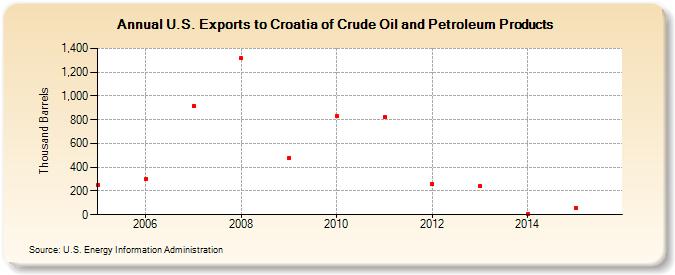 Annual U.S. Exports to Croatia of Crude Oil and Petroleum Products
Thousand Barrels
1,400
1,200
1,000
800
600
400
200
0
2006 2008 2010 2012 2014
Source: U.S. Energy Information Administration